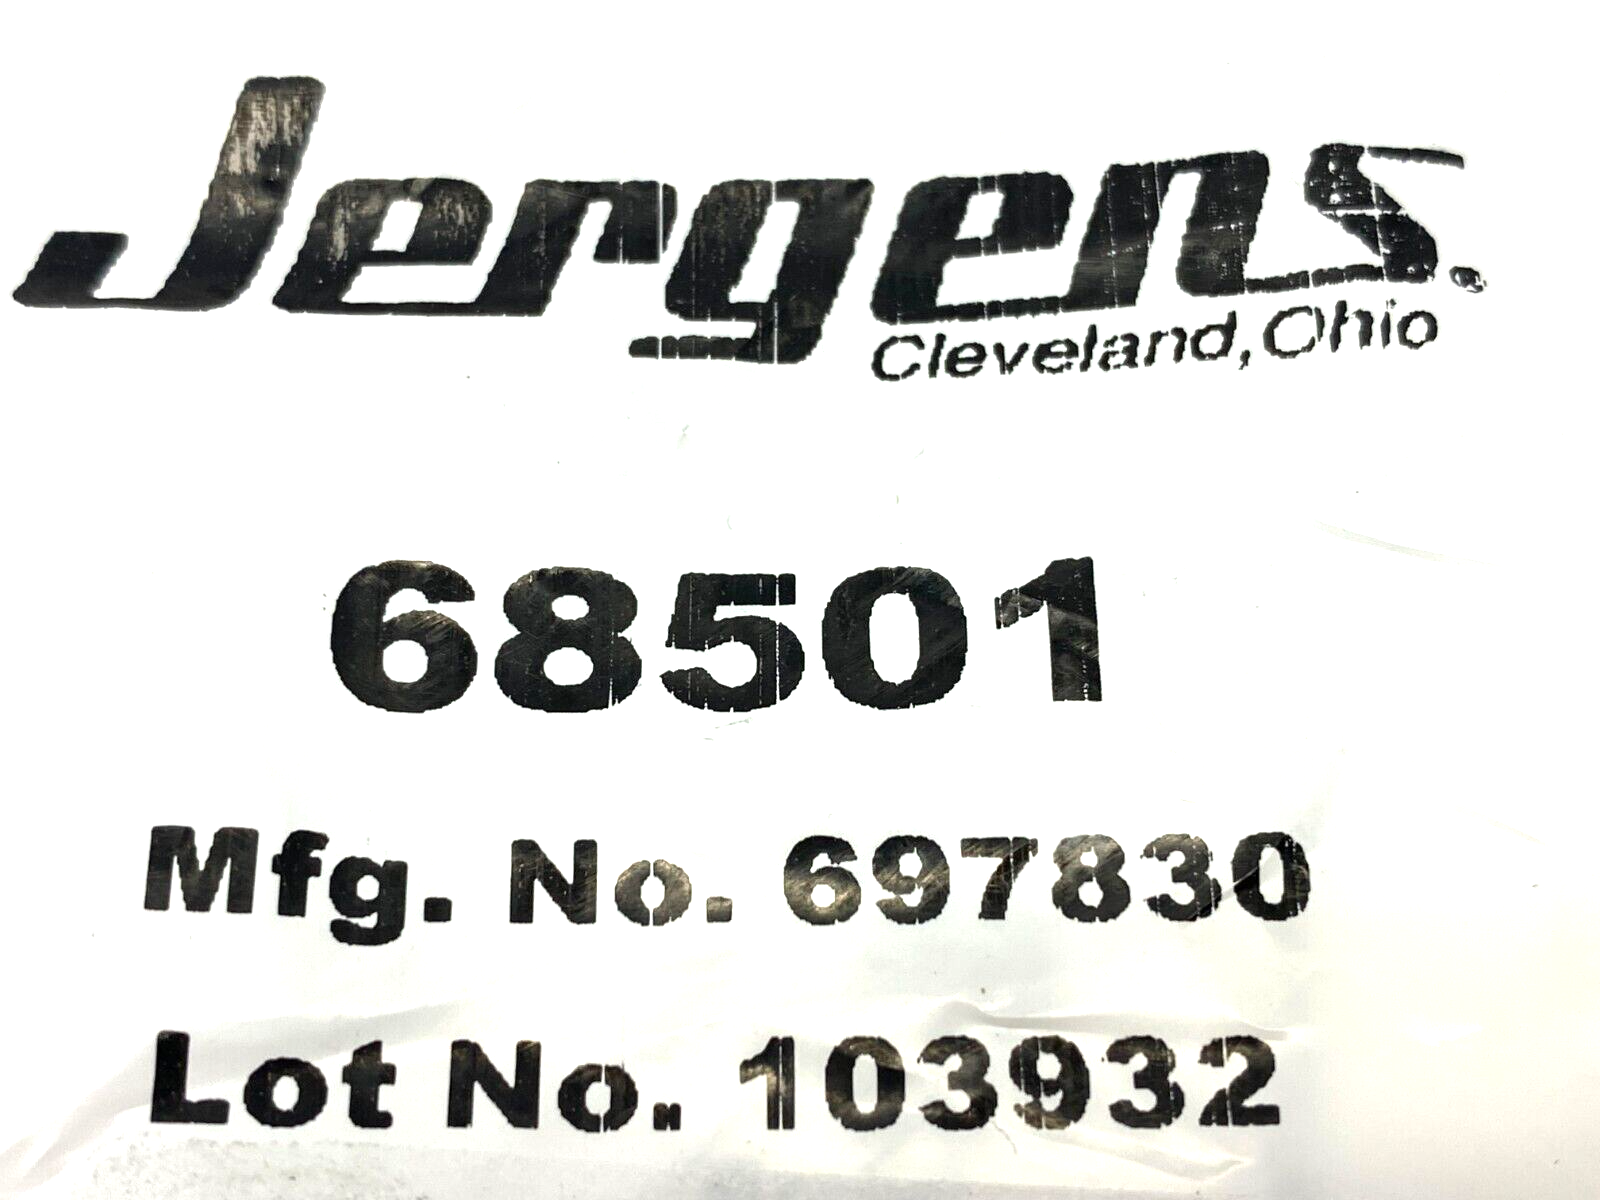 Jergens®
Cleveland, Ohio
68501
Mfg. No. 697830
Lot No. 103932